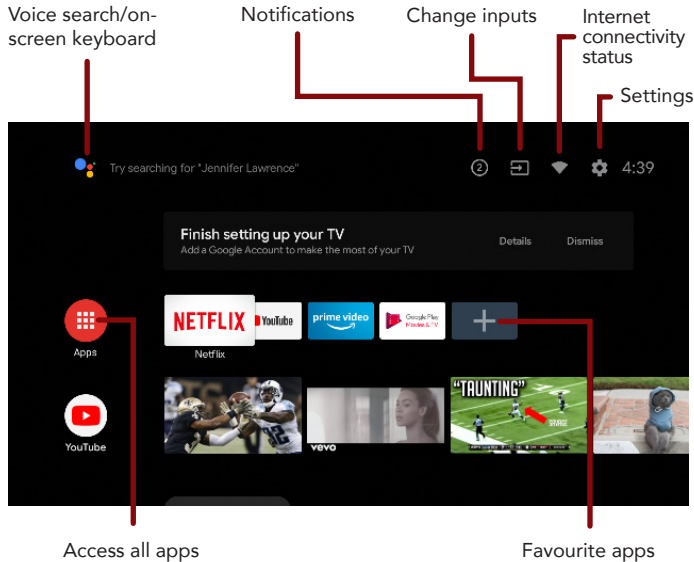 Voice search/on-
screen keyboard
Notifications
Change inputs
Internet
connectivity
status
Settings
Try searching for "Jennifer Lawrence"
2
4:39
Finish setting up your TV
Add a Google Account to make the most of your TV
Details
Dismiss
Apps
NETFLIX
YouTube
prime video
Google Play
Movies & TV
Netflix
YouTube
32
vevo
"TAUNTING"
SAVAGE
Access all apps
Favourite apps